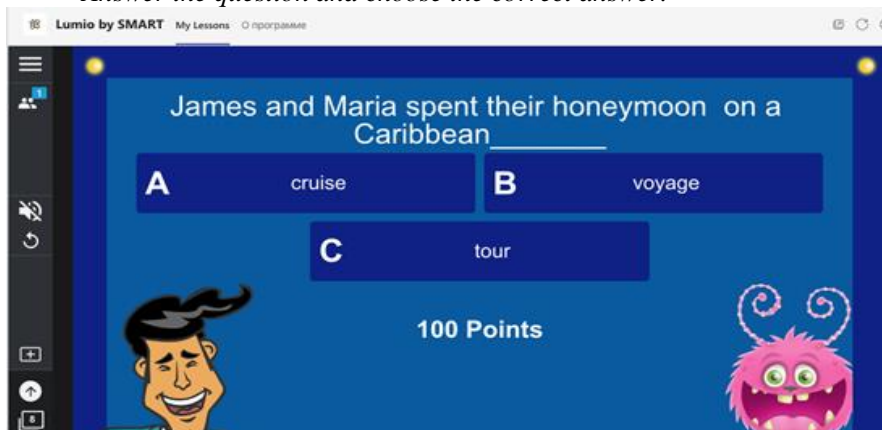 Answer the question and choose the correct answer.
Lumio by SMART My Lessons О программе
1
James and Maria spent their honeymoon on a
Caribbean_______
A cruise B voyage
C tour
100 Points
6